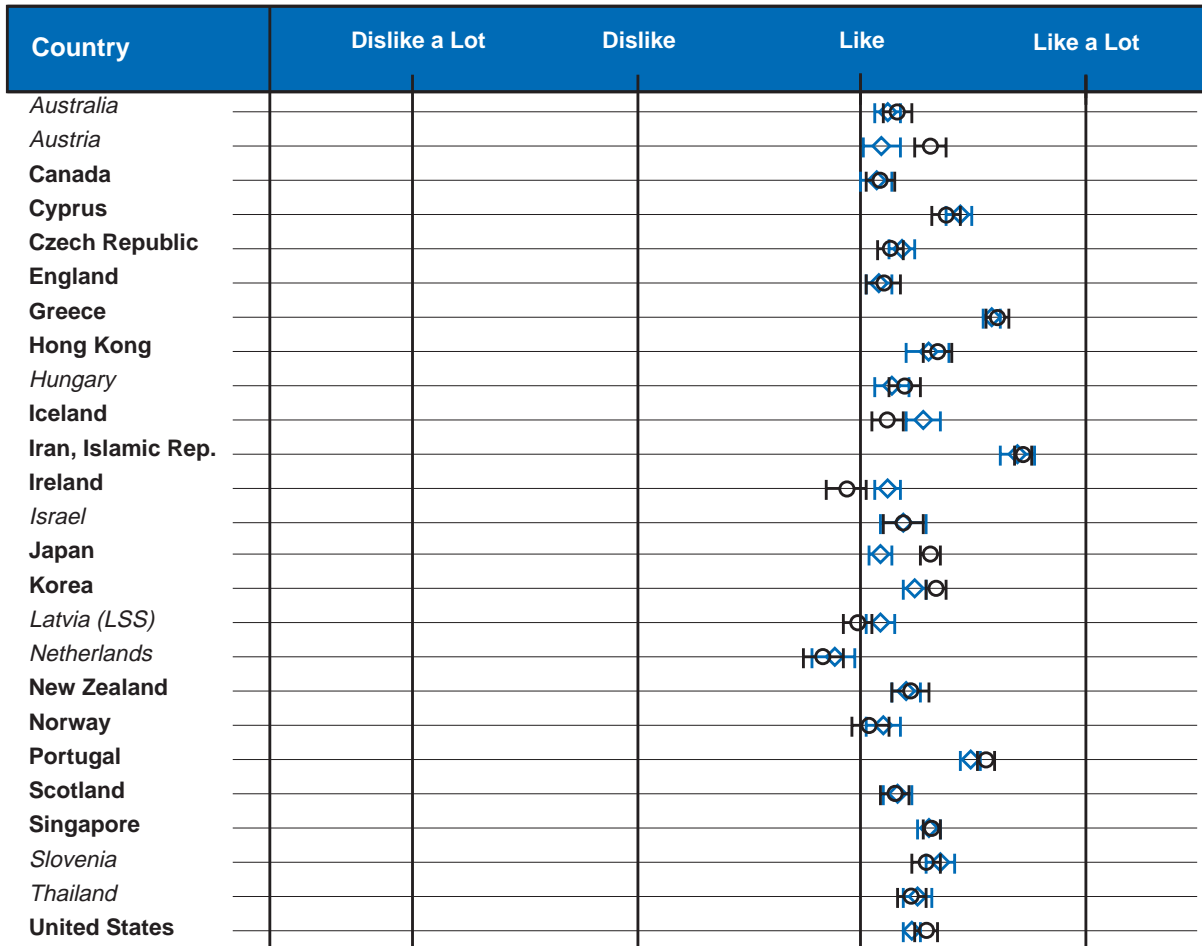 Country Dislike a Lot Dislike Like Like a Lot
Australia
Austria
Canada
Cyprus
Czech Republic
England
Greece
Hong Kong
Hungary
Iceland
Iran, Islamic Rep.
Ireland
Israel
Japan
Korea
Latvia (LSS)
Netherlands
New Zealand
Norway
Portugal
Scotland
Singapore
Slovenia
Thailand
United States